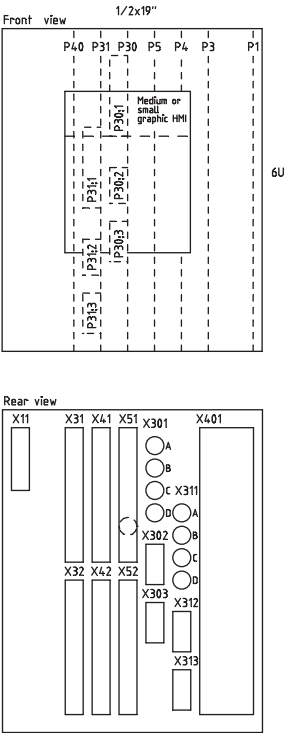 1/2x19"
Front view
P40 P31 P30 P5 P4 P3 P1
Medium or
small
graphic HMI
P30:1
6U
P31:1
P30:2
P30:3
P31:2
P31:3
Rear view
X11 X31 X41 X51 X301 X401
A
B
C X311
D A
B
X302
C
D
X32 X42 X52
X303
X312
X313